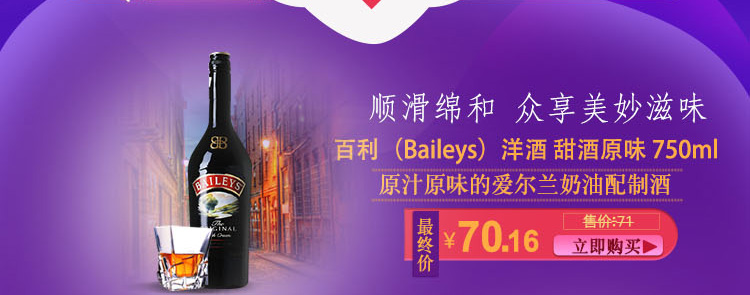 顺滑绵和 众享美妙滋味
百利（Baileys）洋酒 甜酒原味 750ml
原汁原味的爱尔兰奶油配制酒
最终价
¥70.16
售价:71
立即购买
BAILEYS
The
ORIGINAL
Irish Cream